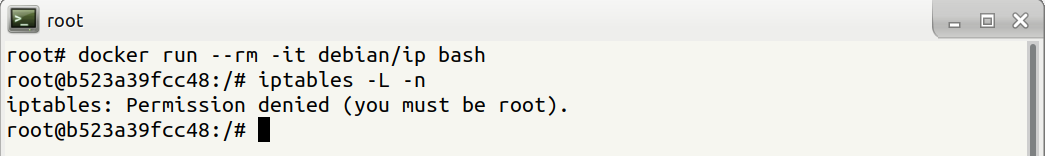 root
root# docker run --rm -it debian/ip bash
root@b523a39fcc48:/# iptables -L -n
iptables: Permission denied (you must be root).
root@b523a39fcc48:/#